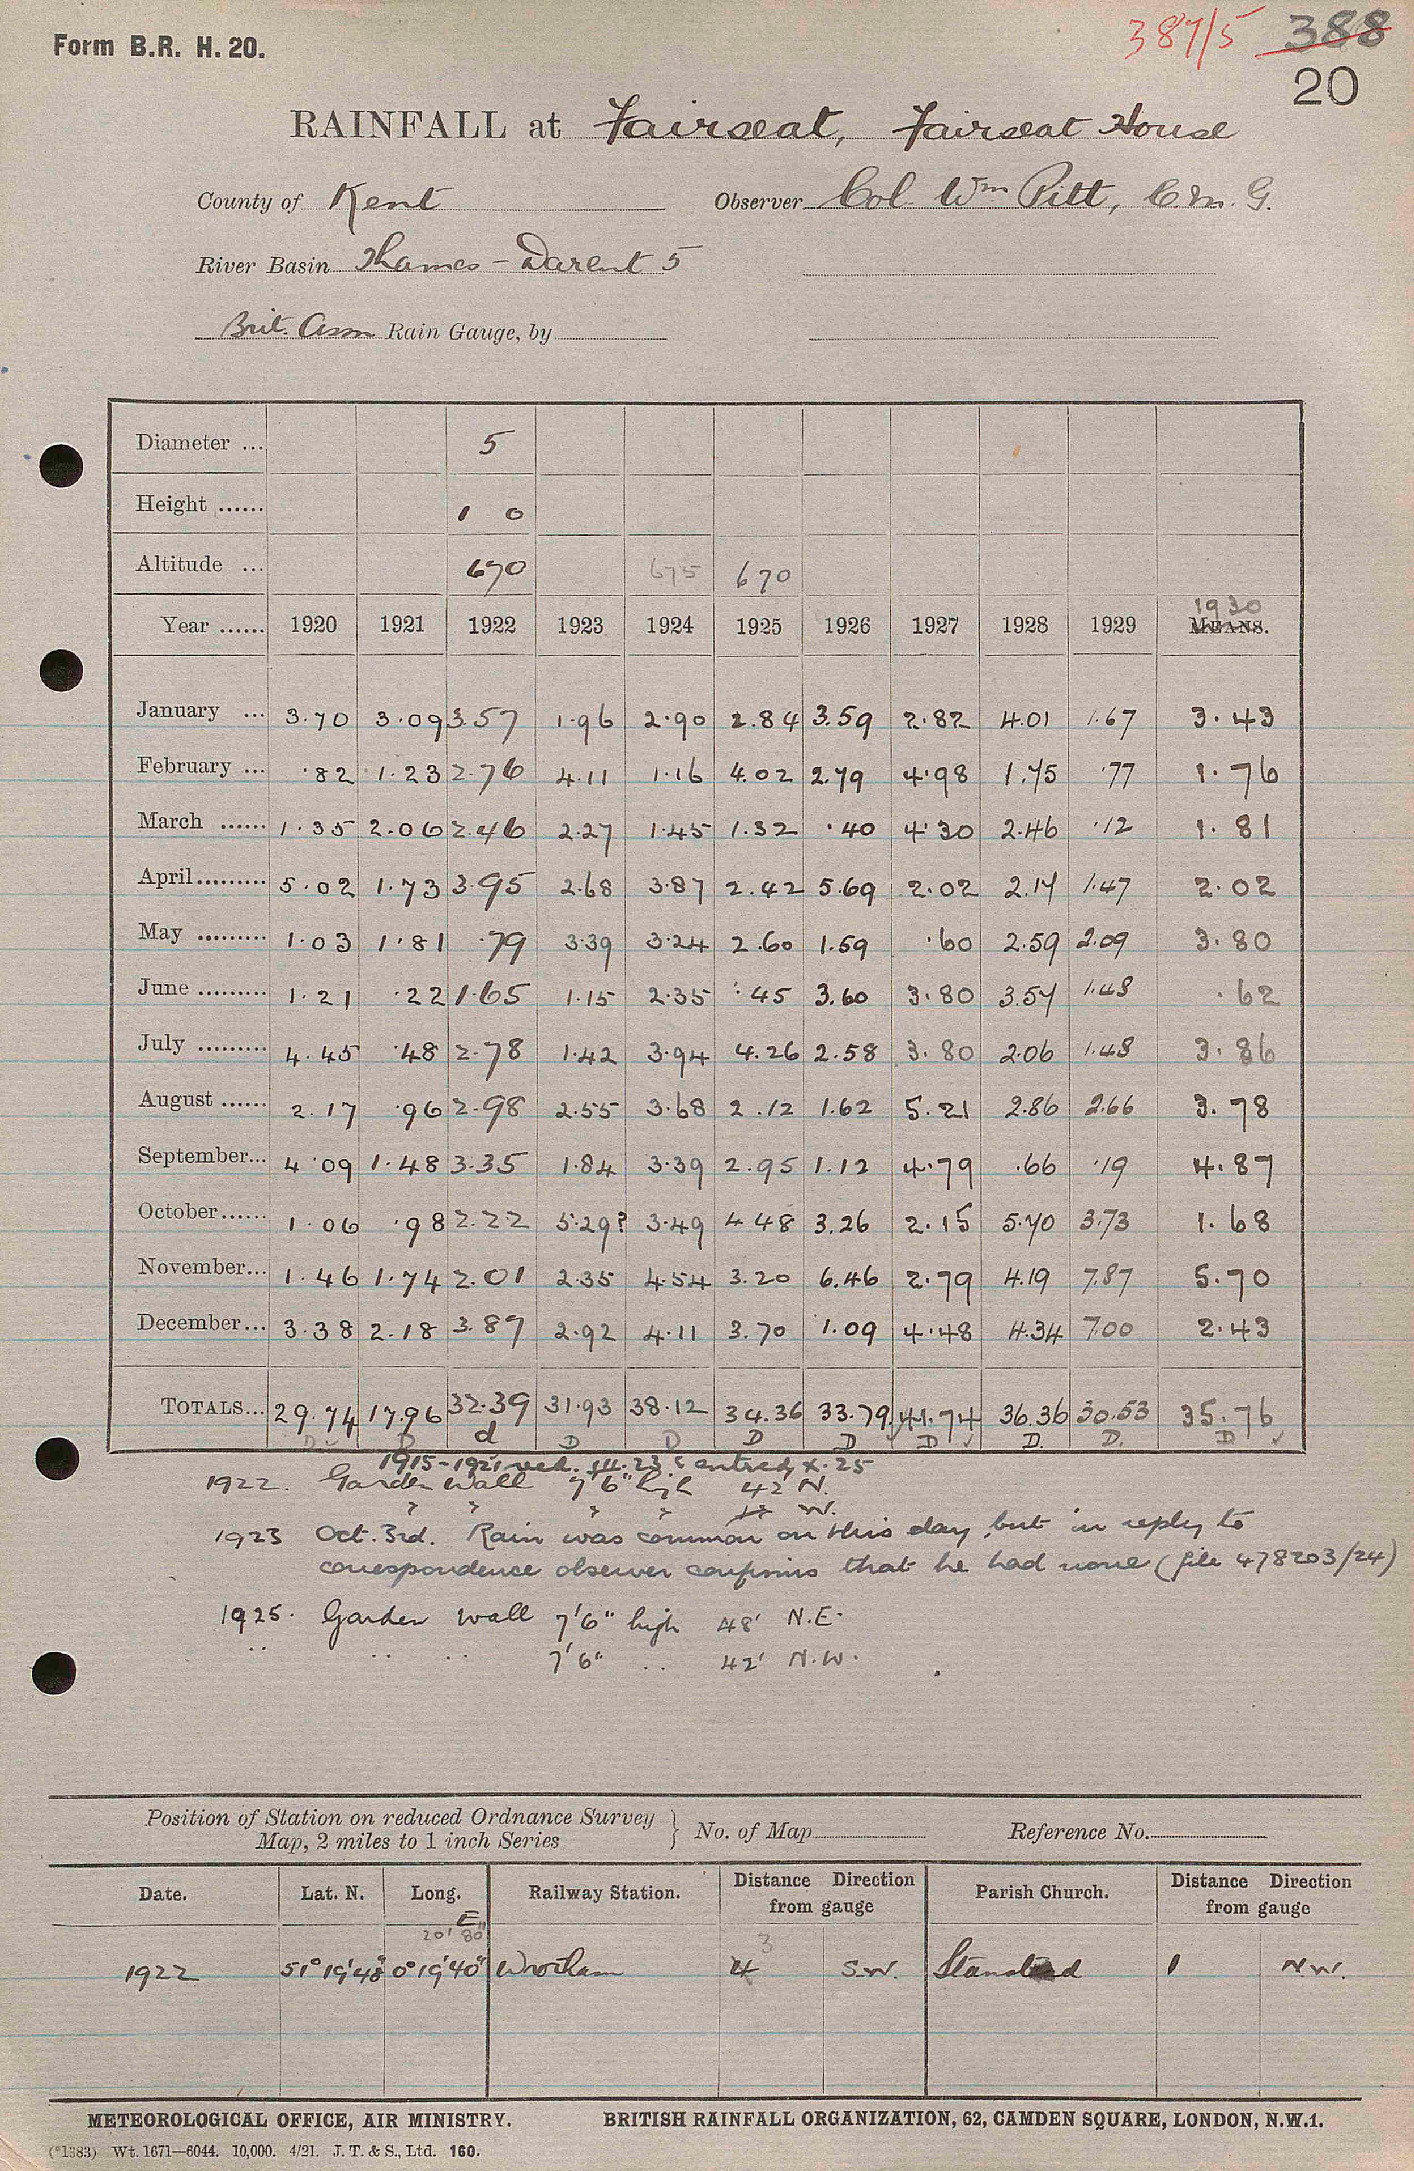 Form B.R. H. 20.
387/5 388
20
RAINFALL at Fairseat, Fairseat House
County of Kent Observer Col. Wm Pitt, C.M.G.
River Basin Thames - Darent 5
Brit. Assn Rain Gauge, by
Diameter ... 5
Height ...... 1 0
Altitude ... 670 675 670
1930
Year ...... 1920 1921 1922 1923 1924 1925 1926 1927 1928 1929 MEANS.
January ... 3.70 3.09 3.57 1.96 2.90 2.84 3.59 2.82 4.01 1.67 3.43
February ... .82 1.23 2.76 4.11 1.16 4.02 2.79 4.98 1.75 .77 1.76
March ...... 1.35 2.06 2.46 2.27 1.45 1.32 .40 4.30 2.46 .12 1.81
April ......... 5.02 1.73 3.95 2.68 3.87 2.42 5.69 2.02 2.17 1.47 2.02
May ......... 1.03 1.81 .79 3.39 3.24 2.60 1.59 .60 2.59 2.09 3.80
June ......... 1.21 .22 1.65 1.15 2.35 .45 3.60 3.80 3.57 1.48 .62
July ......... 4.45 .48 2.78 1.42 3.94 4.26 2.58 3.80 2.06 1.48 3.86
August ...... 2.17 .96 2.98 2.55 3.68 2.12 1.62 5.21 2.86 2.66 3.78
September... 4.09 1.48 3.35 1.84 3.39 2.95 1.12 4.79 .66 .19 4.87
October...... 1.06 .98 2.22 5.29? 3.49 4.48 3.26 2.15 5.70 3.73 1.68
November... 1.46 1.74 2.01 2.35 4.54 3.20 6.46 2.79 4.19 7.87 5.70
December... 3.38 2.18 3.87 2.92 4.11 3.70 1.09 4.48 4.34 7.00 2.43
TOTALS... 29.74 17.96 32.39 31.93 38.12 34.36 33.79 41.74 36.36 30.53 35.76
D D d D D D D D D. D. D
1915-1921 recd. 14.23 & entred X.25
1922. Garden Wall 7'6" high 42' N.
" " " " W.
1923 Oct. 3rd. Rain was common on this day, but in reply to
correspondence observer confirms that he had none (file 478203/24)
1925. Garden wall 7'6" high 48' N.E.
.. .. .. 7'6" .. 42' N.W.
Position of Station on reduced Ordnance Survey
Map, 2 miles to 1 inch Series } No. of Map Reference No.
Date. Lat. N. Long. E Railway Station. Distance Direction from gauge Parish Church. Distance Direction from gauge
20' 80" 3
1922 51°19'48" 0°19'40" Wrotham 4 S.W. Stansted 1 NW.
METEOROLOGICAL OFFICE, AIR MINISTRY. BRITISH RAINFALL ORGANIZATION, 62, CAMDEN SQUARE, LONDON, N.W.1.
(*1383) Wt. 1671—6044. 10,000. 4/21. J. T. & S., Ltd. 160.